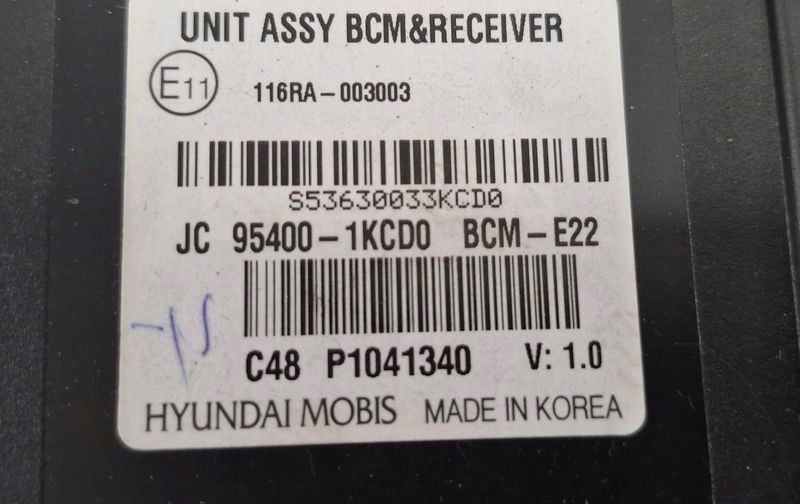 UNIT ASSY BCM&RECEIVER
E11 116RA-003003
S53630033KCD0
JC 95400-1KCD0 BCM-E22
C48 P1041340 V: 1.0
HYUNDAI MOBIS MADE IN KOREA